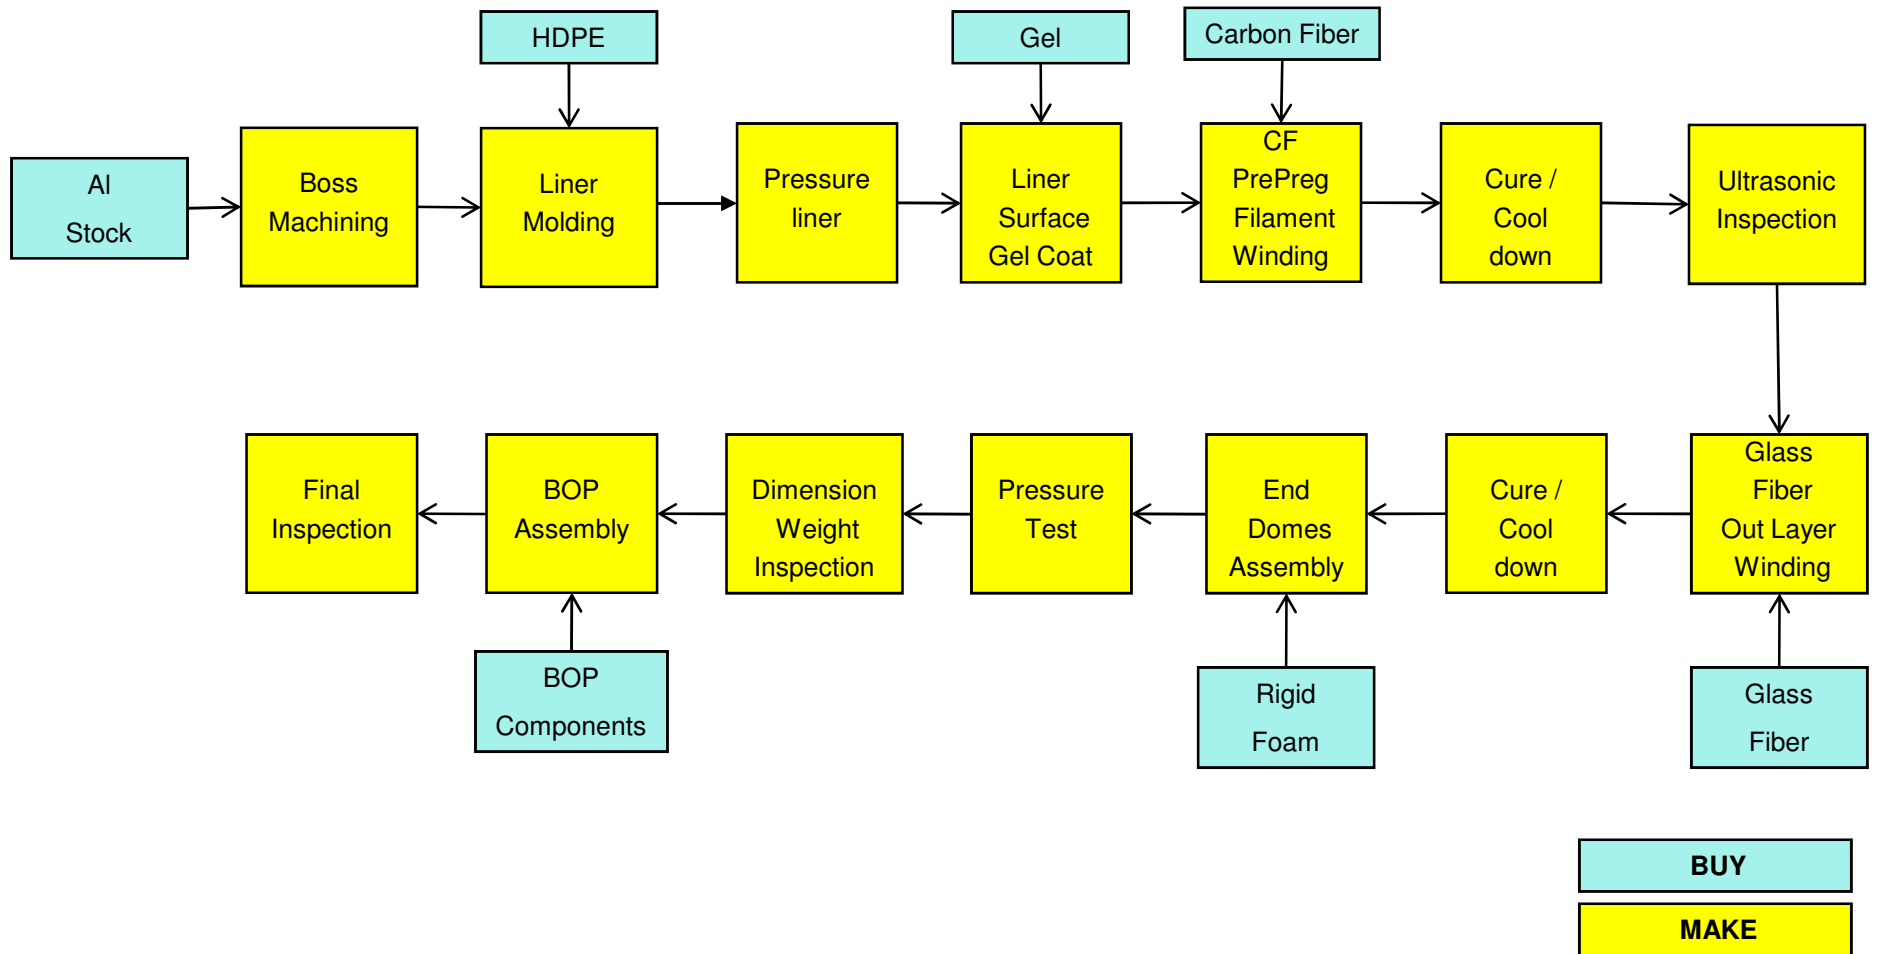 HDPE
Gel
Carbon Fiber
Al
Stock
Boss
Machining
Liner
Molding
Pressure
liner
Liner
Surface
Gel Coat
CF
PrePreg
Filament
Winding
Cure /
Cool
down
Ultrasonic
Inspection
Final
Inspection
BOP
Assembly
Dimension
Weight
Inspection
Pressure
Test
End
Domes
Assembly
Cure /
Cool
down
Glass
Fiber
Out Layer
Winding
BOP
Components
Rigid
Foam
Glass
Fiber
BUY
MAKE